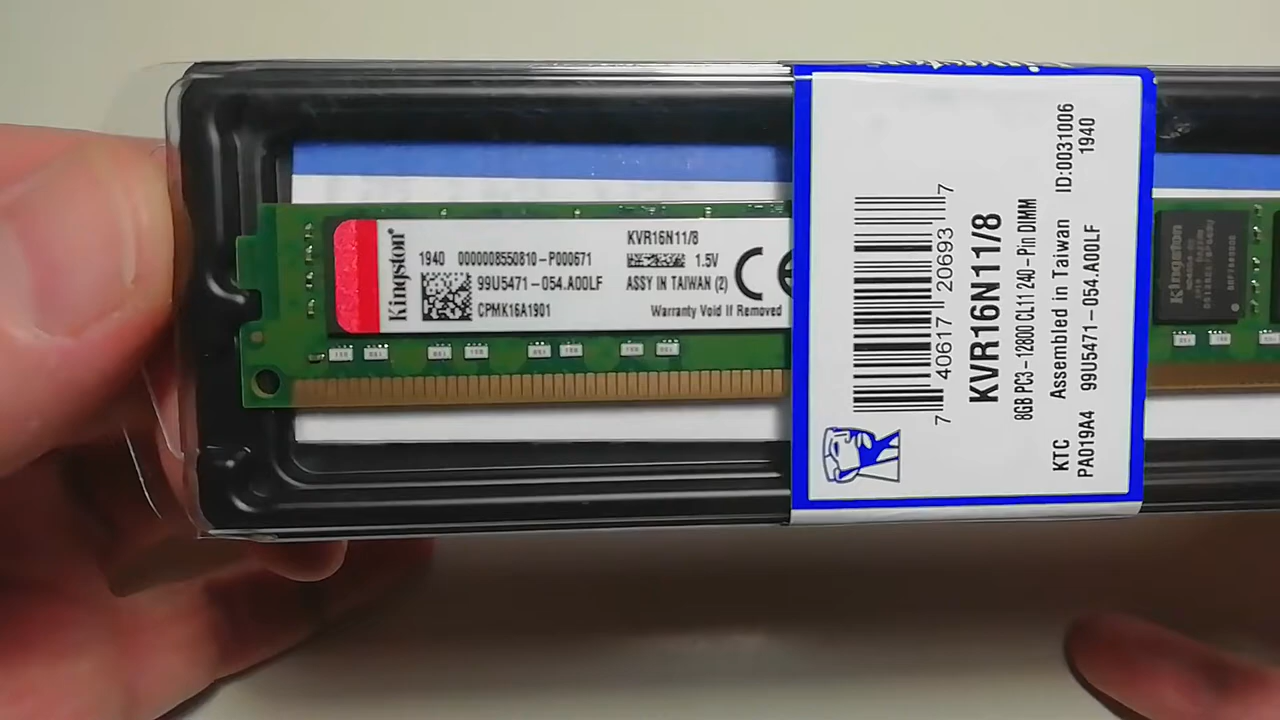 Kingston
1940 0000008550810-P000671
99U5471-054.A00LF
CPMK16A1901
KVR16N11/8
1.5V
ASSY IN TAIWAN (2)
Warranty Void If Removed
CE
7 40617 20693 7
KVR16N11/8
8GB PC3-12800 CL11 240-Pin DIMM
KTC Assembled in Taiwan ID:0031006
PA019A4 99U5471-054.A00LF 1940
Kingston